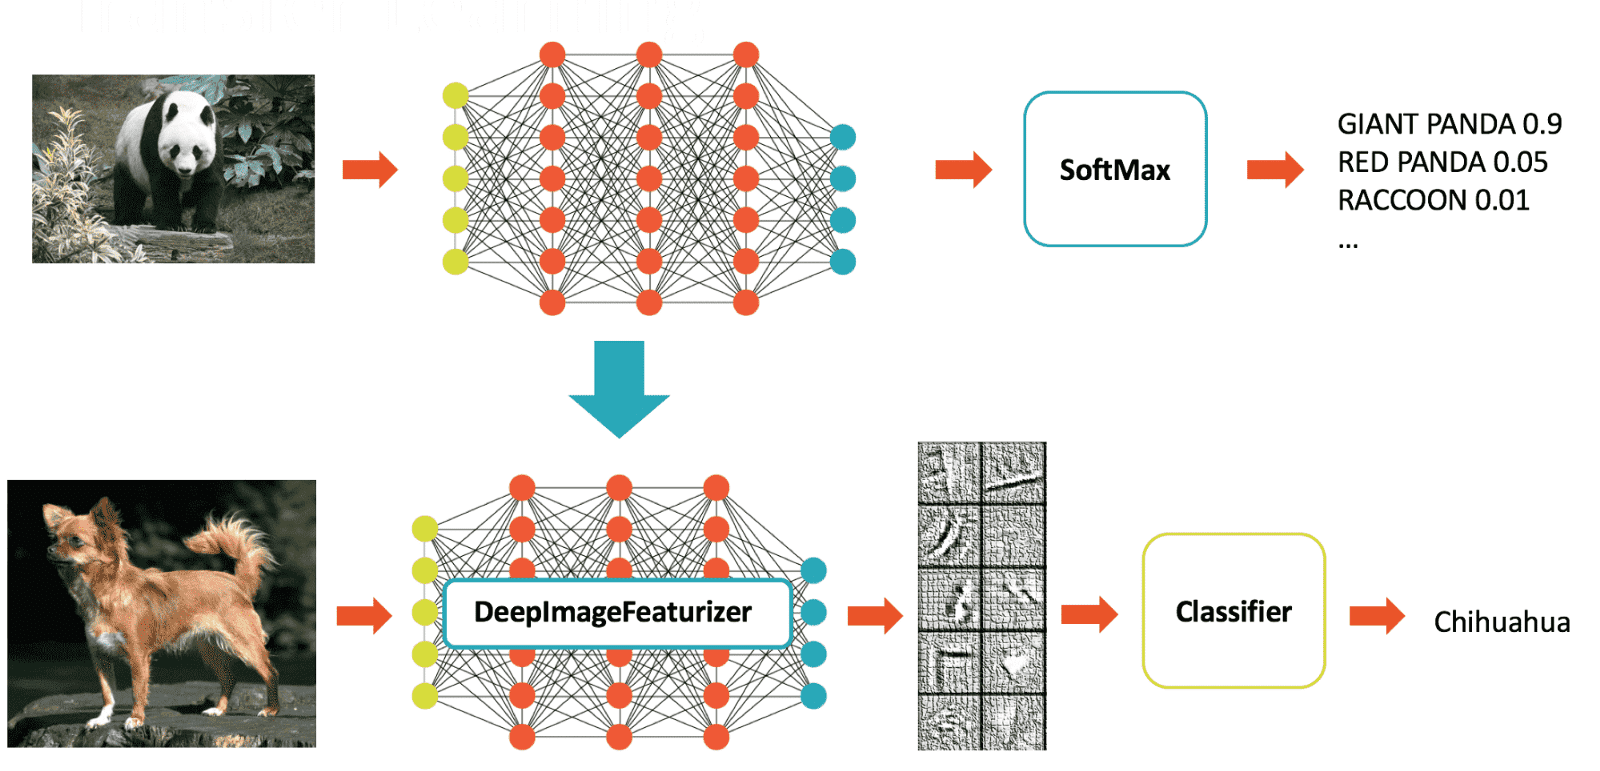 SoftMax
GIANT PANDA 0.9
RED PANDA 0.05
RACCOON 0.01
...
DeepImageFeaturizer
Classifier
Chihuahua